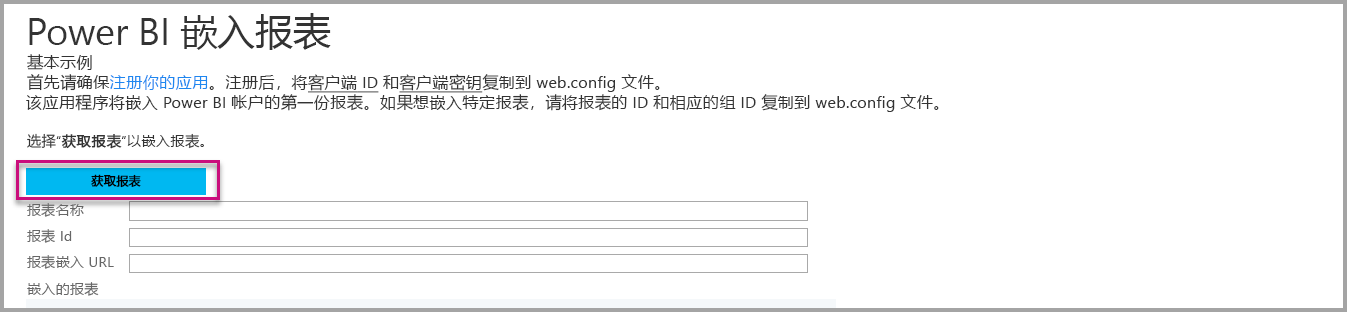 Power BI 嵌入报表
基本示例
首先请确保注册你的应用。注册后，将客户端 ID 和客户端密钥复制到 web.config 文件。
该应用程序将嵌入 Power BI 帐户的第一份报表。如果想嵌入特定报表，请将报表的 ID 和相应的组 ID 复制到 web.config 文件。
选择“获取报表”以嵌入报表。
获取报表
报表名称
报表 Id
报表嵌入 URL
嵌入的报表